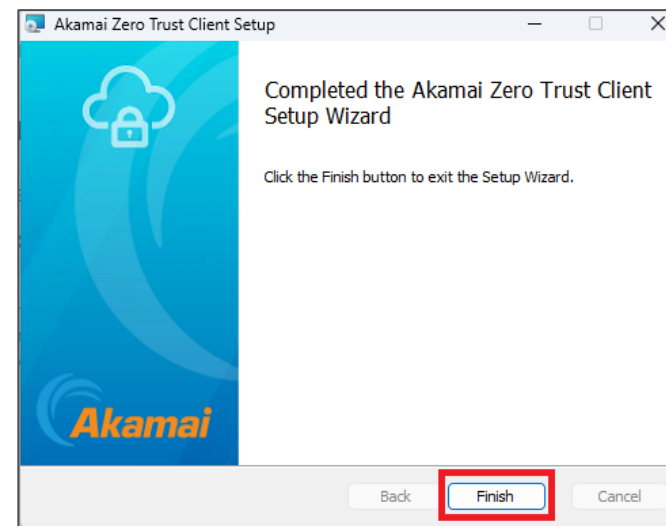 Akamai Zero Trust Client Setup
Completed the Akamai Zero Trust Client
Setup Wizard
Click the Finish button to exit the Setup Wizard.
Akamai
Back
Finish
Cancel